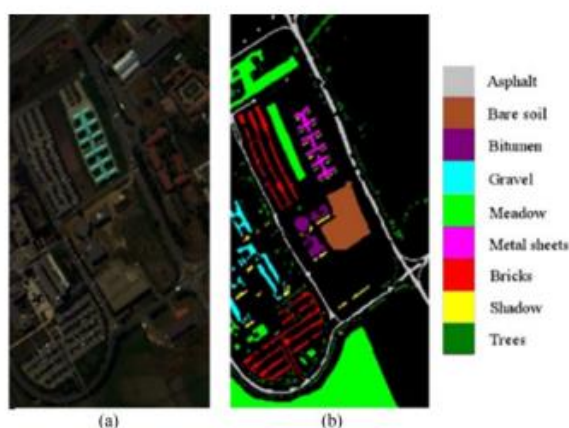 Asphalt
Bare soil
Bitumen
Gravel
Meadow
Metal sheets
Bricks
Shadow
Trees
(a)
(b)